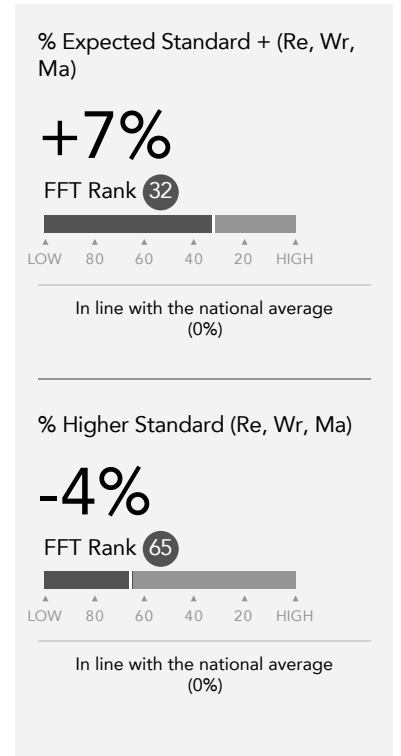 % Expected Standard + (Re, Wr,
Ma)
+7%
FFT Rank 32
LOW 80 60 40 20 HIGH
In line with the national average
(0%)
% Higher Standard (Re, Wr, Ma)
-4%
FFT Rank 65
LOW 80 60 40 20 HIGH
In line with the national average
(0%)